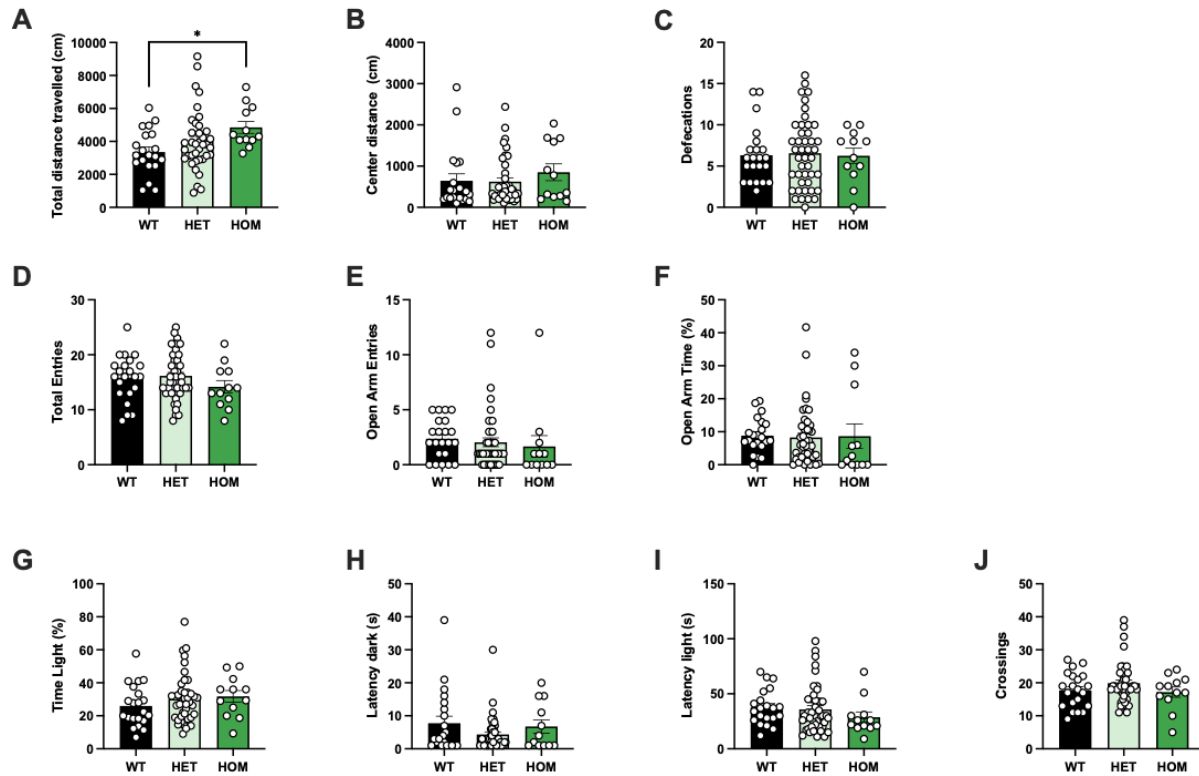 A
B
C
Total distance travelled (cm)
10000
8000
6000
4000
2000
0
*
WT
HET
HOM
Center distance (cm)
4000
3000
2000
1000
0
WT
HET
HOM
Defecations
20
15
10
5
0
WT
HET
HOM
D
E
F
Total Entries
30
20
10
0
WT
HET
HOM
Open Arm Entries
15
10
5
0
WT
HET
HOM
Open Arm Time (%)
50
40
30
20
10
0
WT
HET
HOM
G
H
I
J
Time Light (%)
100
80
60
40
20
0
WT
HET
HOM
Latency dark (s)
50
40
30
20
10
0
WT
HET
HOM
Latency light (s)
150
100
50
0
WT
HET
HOM
Crossings
50
40
30
20
10
0
WT
HET
HOM